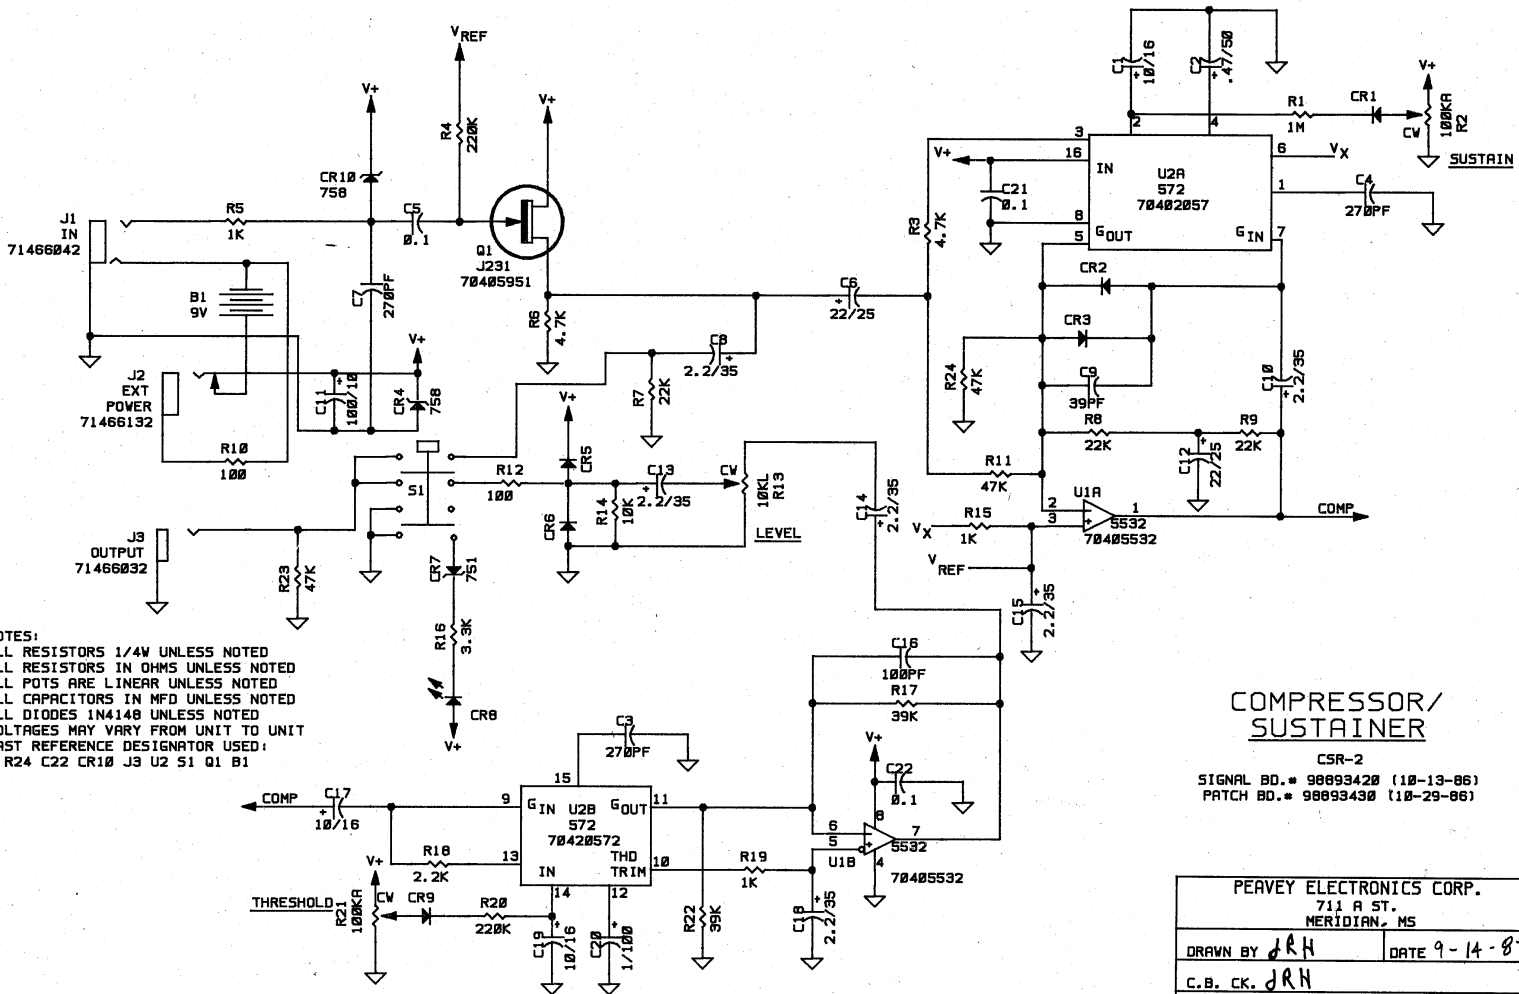 VREF
V+
V+
R4
220K
CR10
758
J1
IN
71466042
R5
1K
C5
0.1
Q1
J231
70405951
B1
9V
C7
270PF
R6
4.7K
V+
J2
EXT
POWER
71466132
C11
+
100/10
CR4
758
R10
100
C8
2.2/35
+
R7
22K
C6
+
22/25
R3
4.7K
C1
+
10/16
C2
+
.47/50
V+
R1
1M
CR1
CW
100KA
R2
SUSTAIN
2
4
3
16
IN
V+
C21
0.1
8
5
GOUT
U2A
572
70402057
6
VX
1
C4
270PF
GIN
7
CR2
CR3
C9
39PF
R24
47K
C10
+
2.2/35
R8
22K
R9
22K
C12
+
22/25
R11
47K
U1A
2
3
1
5532
70405532
COMP
VX
R15
1K
VREF
C15
+
2.2/35
S1
R12
100
V+
CR5
CR6
R14
10K
C13
+
2.2/35
CW
10KL
R13
LEVEL
C14
+
2.2/35
J3
OUTPUT
71466032
R23
47K
CR7
751
R16
3.3K
CR8
V+
OTES:
LL RESISTORS 1/4W UNLESS NOTED
LL RESISTORS IN OHMS UNLESS NOTED
LL POTS ARE LINEAR UNLESS NOTED
LL CAPACITORS IN MFD UNLESS NOTED
LL DIODES 1N4148 UNLESS NOTED
OLTAGES MAY VARY FROM UNIT TO UNIT
AST REFERENCE DESIGNATOR USED:
R24 C22 CR10 J3 U2 S1 Q1 B1
C3
270PF
15
COMP
C17
+
10/16
9
GIN
U2B
572
70420572
GOUT
11
R18
2.2K
13
IN
THD
TRIM
10
14
12
V+
THRESHOLD
R21
100KA
CW
CR9
R20
220K
C19
+
10/16
C20
+
1/100
R22
39K
R19
1K
C18
+
2.2/35
C16
100PF
R17
39K
V+
C22
0.1
8
6
5
7
4
U1B
5532
70405532
COMPRESSOR/
SUSTAINER
CSR-2
SIGNAL BD.# 98893420 (10-13-86)
PATCH BD.# 98893430 (10-29-86)
PEAVEY ELECTRONICS CORP.
711 A ST.
MERIDIAN, MS
DRAWN BY JRH
DATE 9-14-8
C.B. CK. JRH